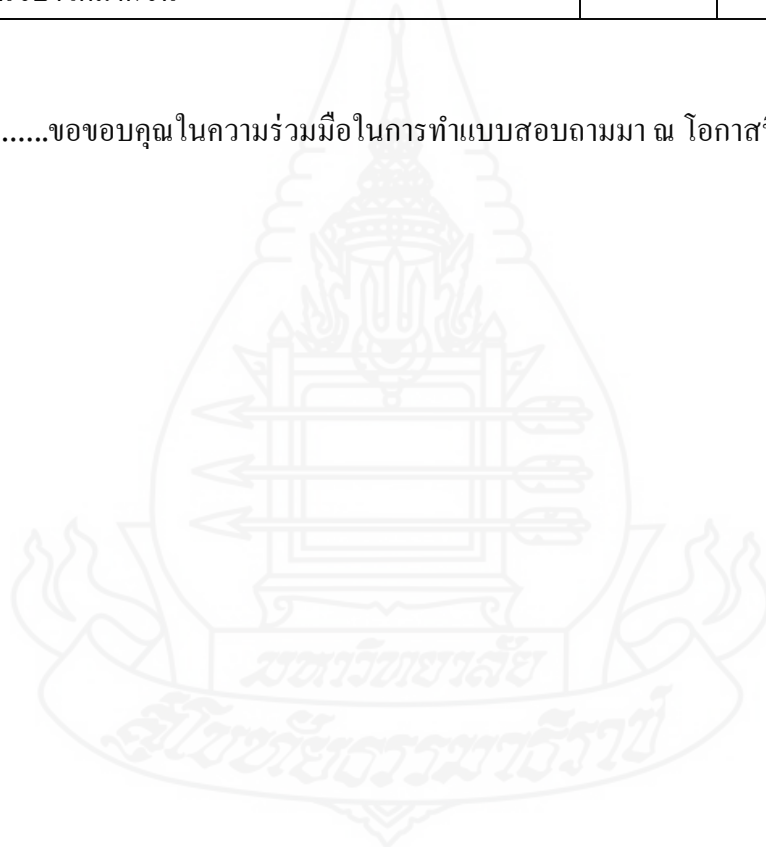 ......ขอขอบคุณในความร่วมมือในการทำแบบสอบถามมา ณ โอกาส
มหาวิทยาลัย
สุโขทัยธรรมาธิราช